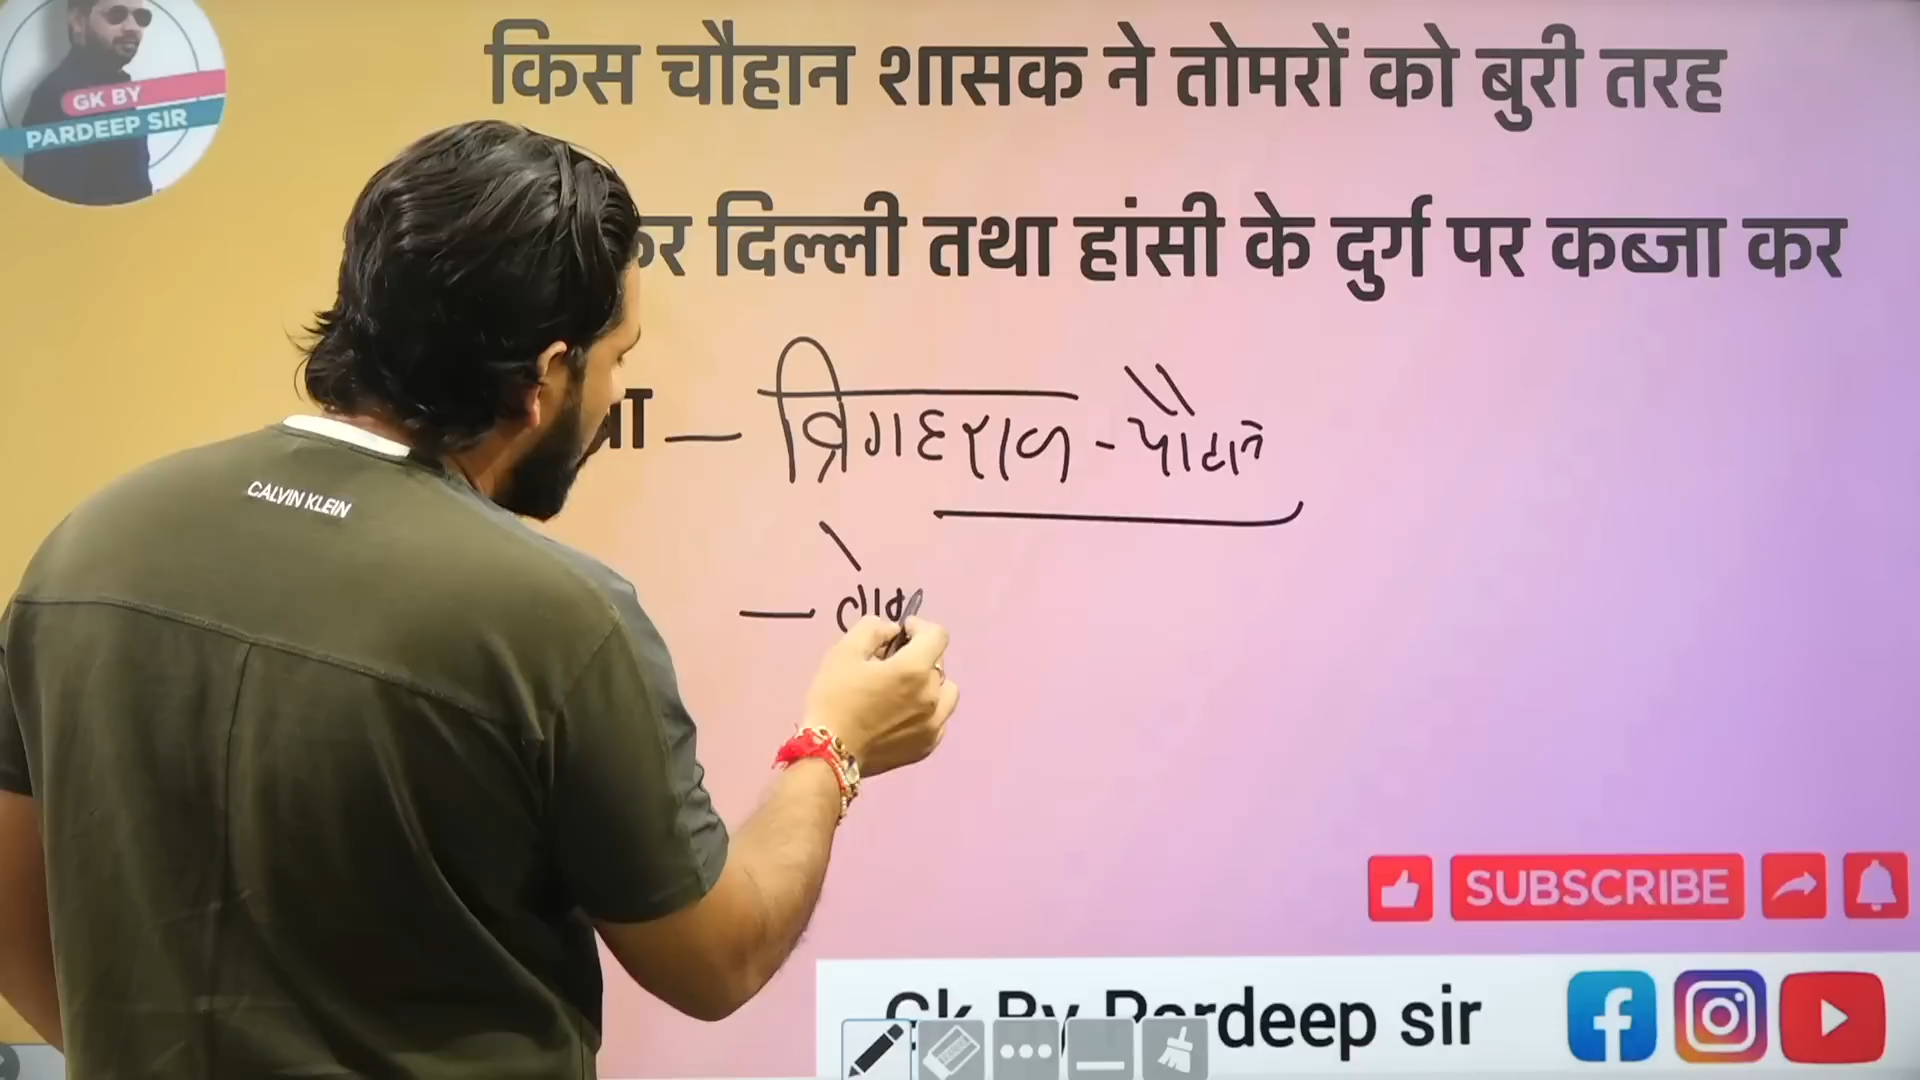 GK BY
PARDEEP SIR
किस चौहान शासक ने तोमरों को बुरी तरह
कर दिल्ली तथा हांसी के दुर्ग पर कब्जा कर
CALVIN KLEIN
SUBSCRIBE
Gk By Pardeep sir